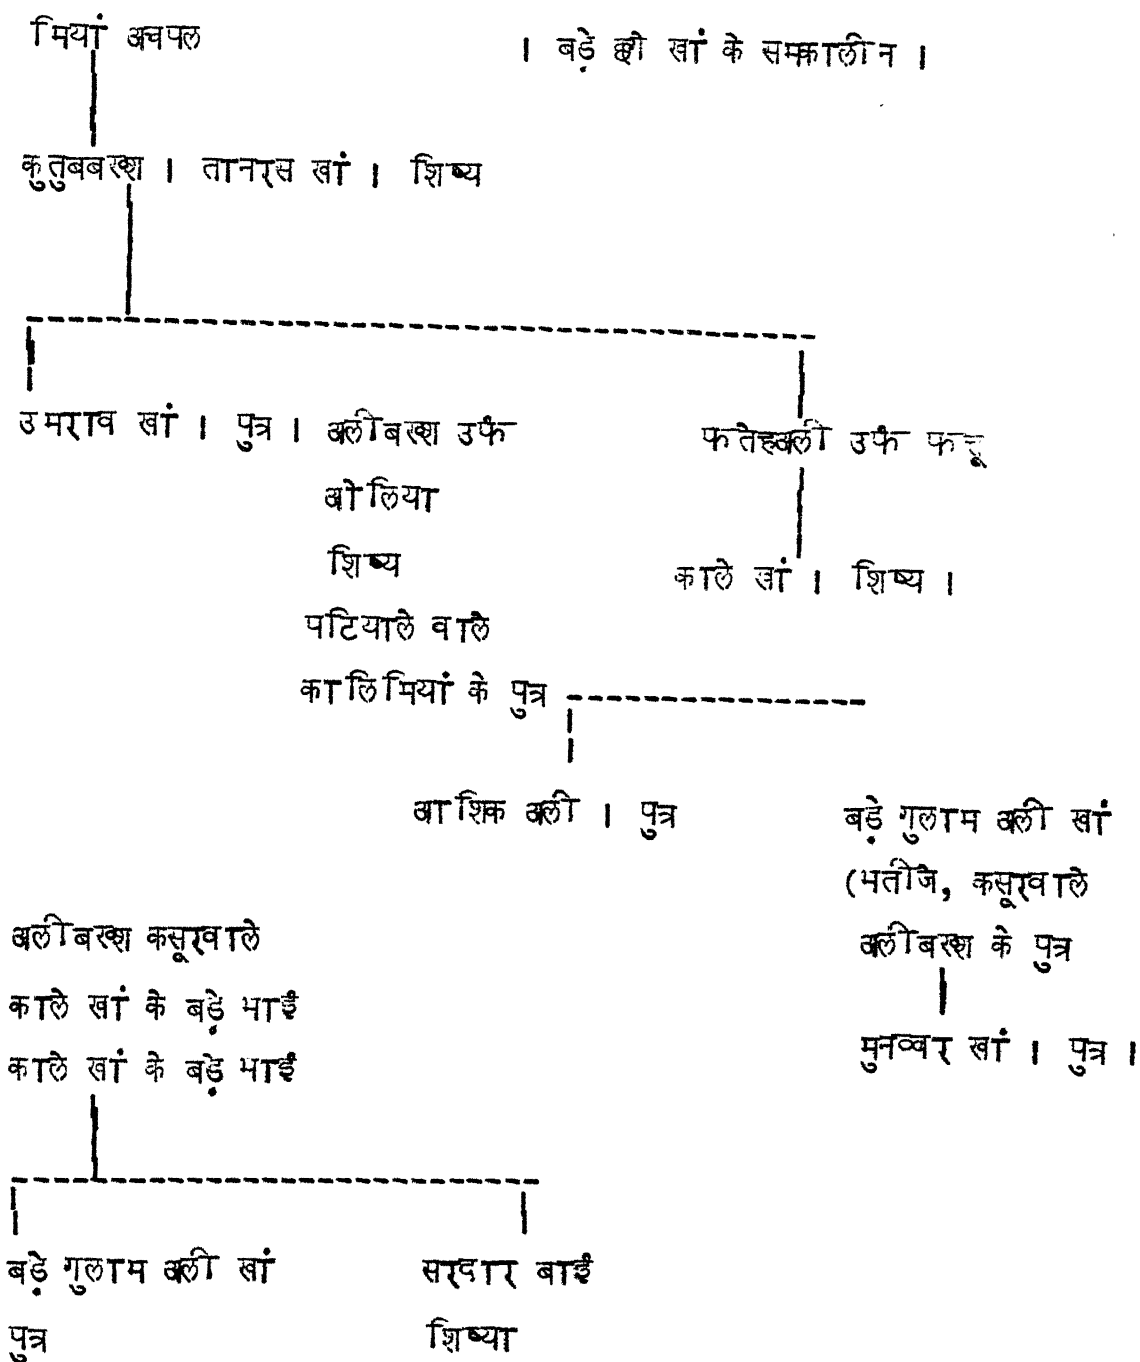 मियां अचपल
। बड़े ही खां के समकालीन ।
कुतुबबख्श । तानरस खां । शिष्य
उमराव खां । पुत्र । अलीबख्श उर्फ
ओलिया
शिष्य
पटियाले वाले
कालिमियां के पुत्र
फतेहअली उर्फ फत्तू
काले खां । शिष्य ।
आशिक अली । पुत्र
बड़े गुलाम अली खां
(भतीजे, कसूरवाले
अलीबख्श के पुत्र
मुनव्वर खां । पुत्र ।
अलीबख्श कसूरवाले
काले खां के बड़े भाई
काले खां के बड़े भाई
बड़े गुलाम अली खां
पुत्र
सरदार बाई
शिष्या